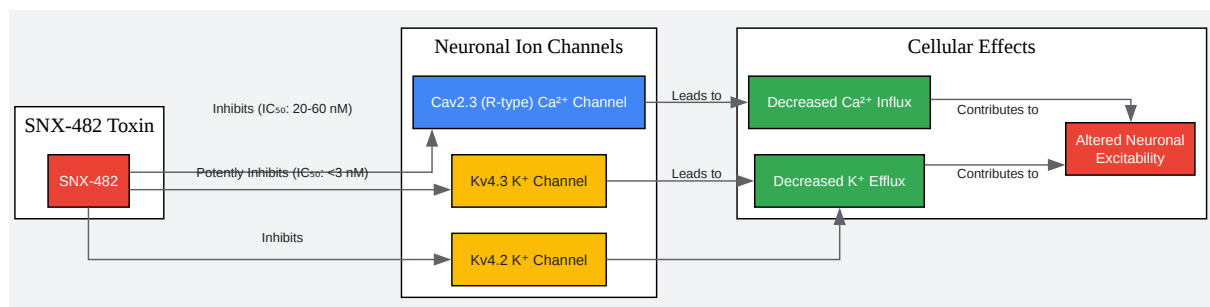 SNX-482 Toxin
SNX-482
Inhibits (IC₅₀: 20-60 nM)
Potently Inhibits (IC₅₀: <3 nM)
Inhibits
Neuronal Ion Channels
Cav2.3 (R-type) Ca²⁺ Channel
Kv4.3 K⁺ Channel
Kv4.2 K⁺ Channel
Leads to
Leads to
Cellular Effects
Decreased Ca²⁺ Influx
Decreased K⁺ Efflux
Contributes to
Contributes to
Altered Neuronal
Excitability